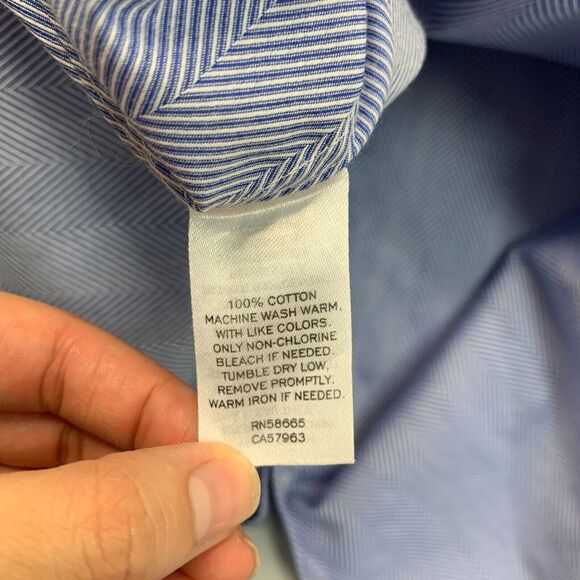 100% COTTON
MACHINE WASH WARM,
WITH LIKE COLORS.
ONLY NON-CHLORINE
BLEACH IF NEEDED.
TUMBLE DRY LOW,
REMOVE PROMPTLY.
WARM IRON IF NEEDED.
RN58665
CA57963